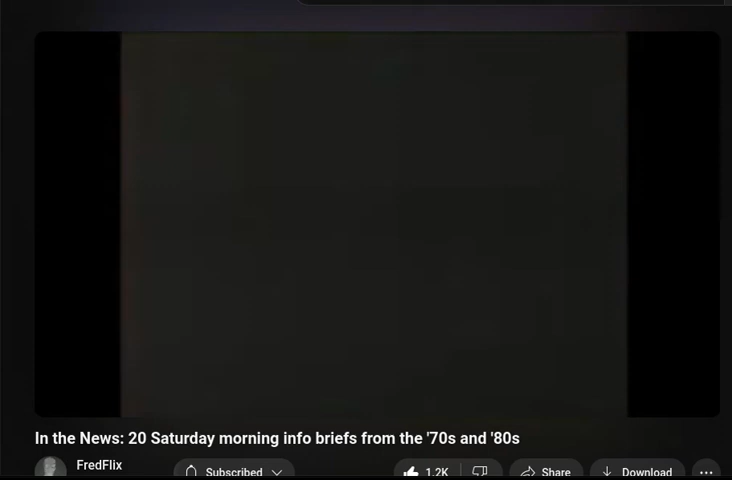 In the News: 20 Saturday morning info briefs from the '70s and '80s
FredFlix
Subscribed
1.2K
Share
Download